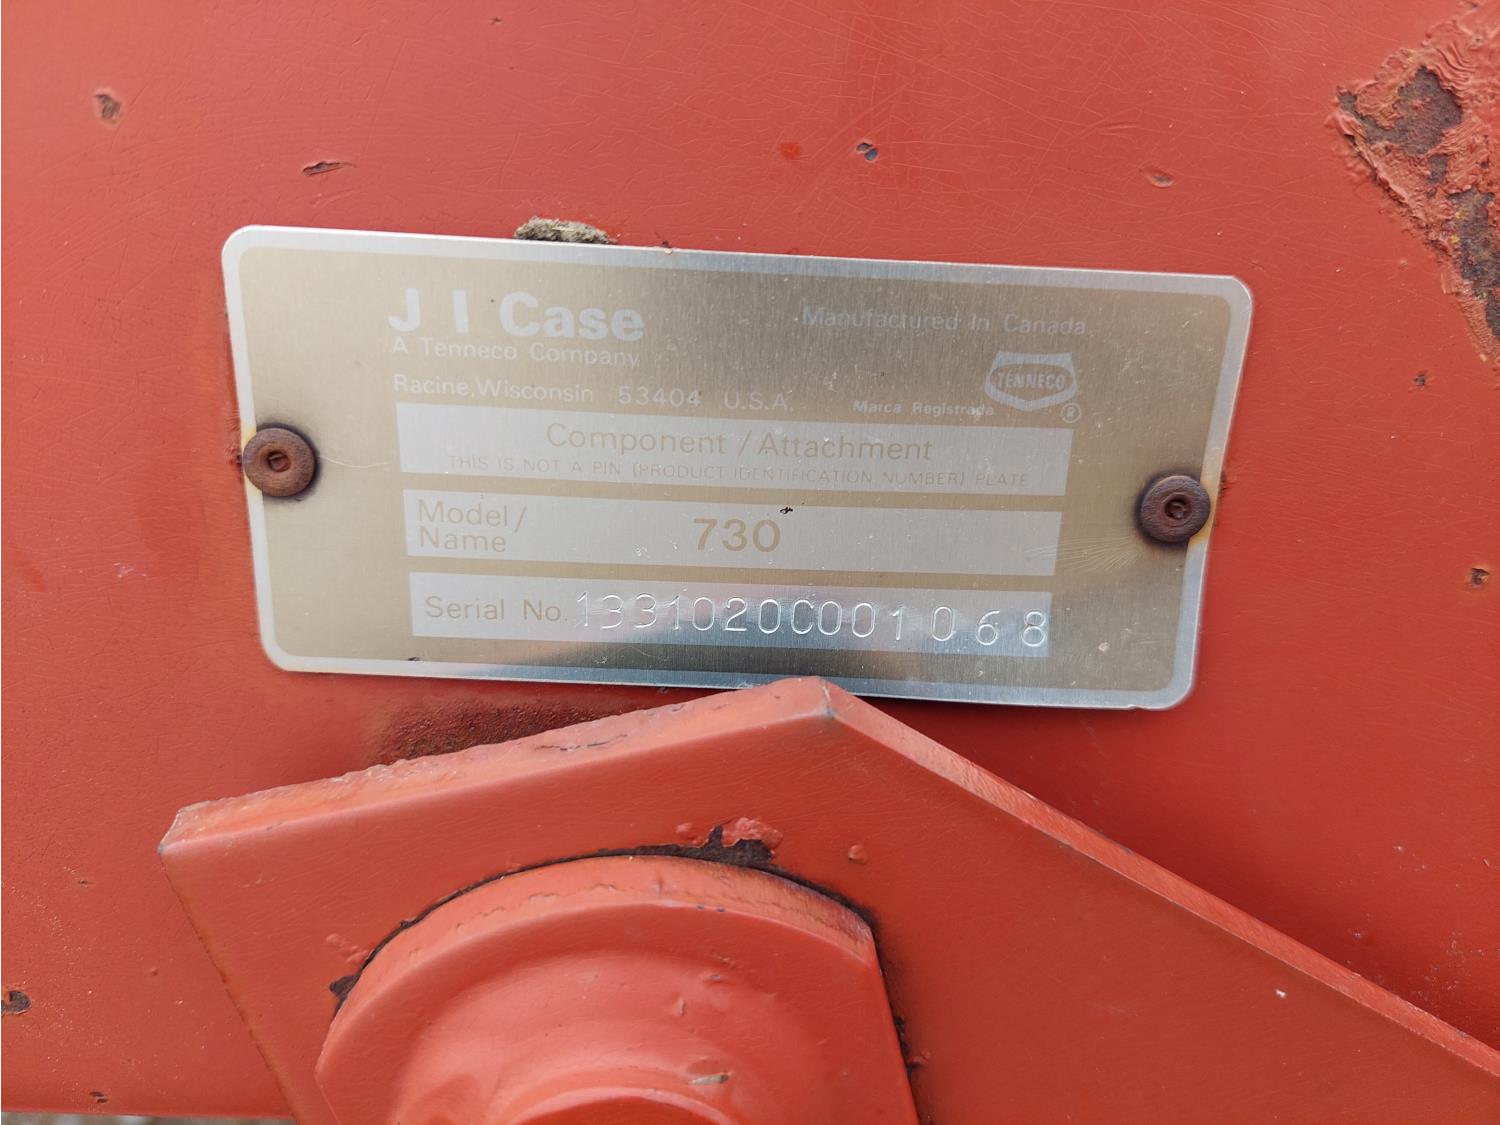 J I Case
Manufactured In Canada
A Tenneco Company
TENNECO
Racine, Wisconsin 53404 U.S.A.
Marca Registrada
®
Component / Attachment
THIS IS NOT A PIN (PRODUCT IDENTIFICATION NUMBER) PLATE
Model/
Name
730
Serial No. 1331020C001068